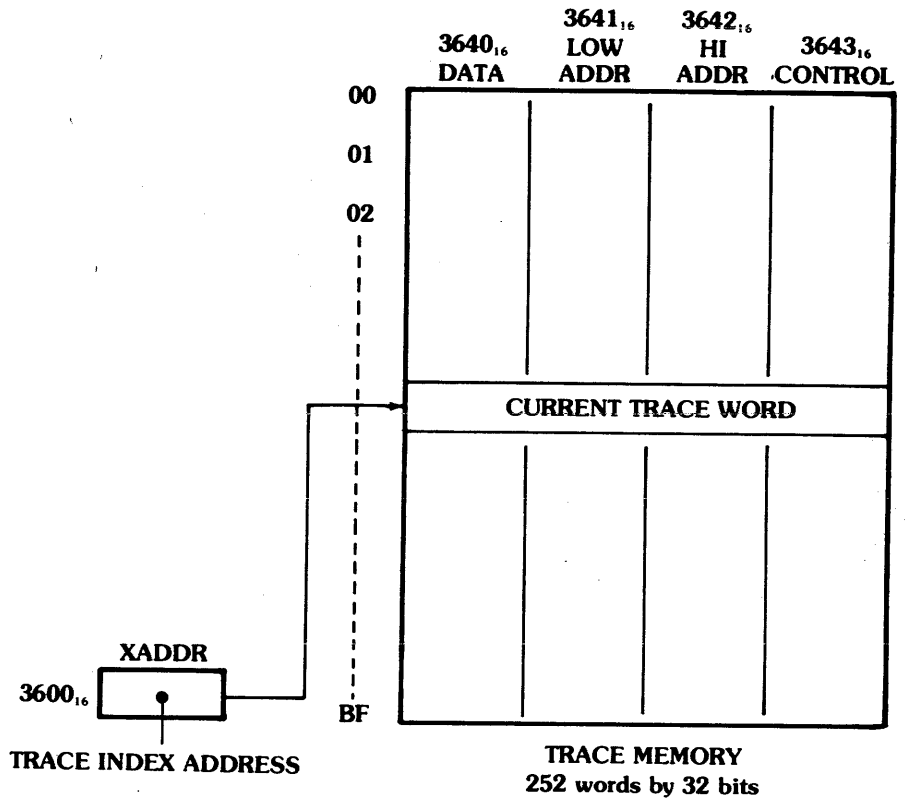 3640₁₆
DATA
3641₁₆
LOW
ADDR
3642₁₆
HI
ADDR
3643₁₆
CONTROL
00
01
02
BF
CURRENT TRACE WORD
XADDR
3600₁₆
TRACE INDEX ADDRESS
TRACE MEMORY
252 words by 32 bits